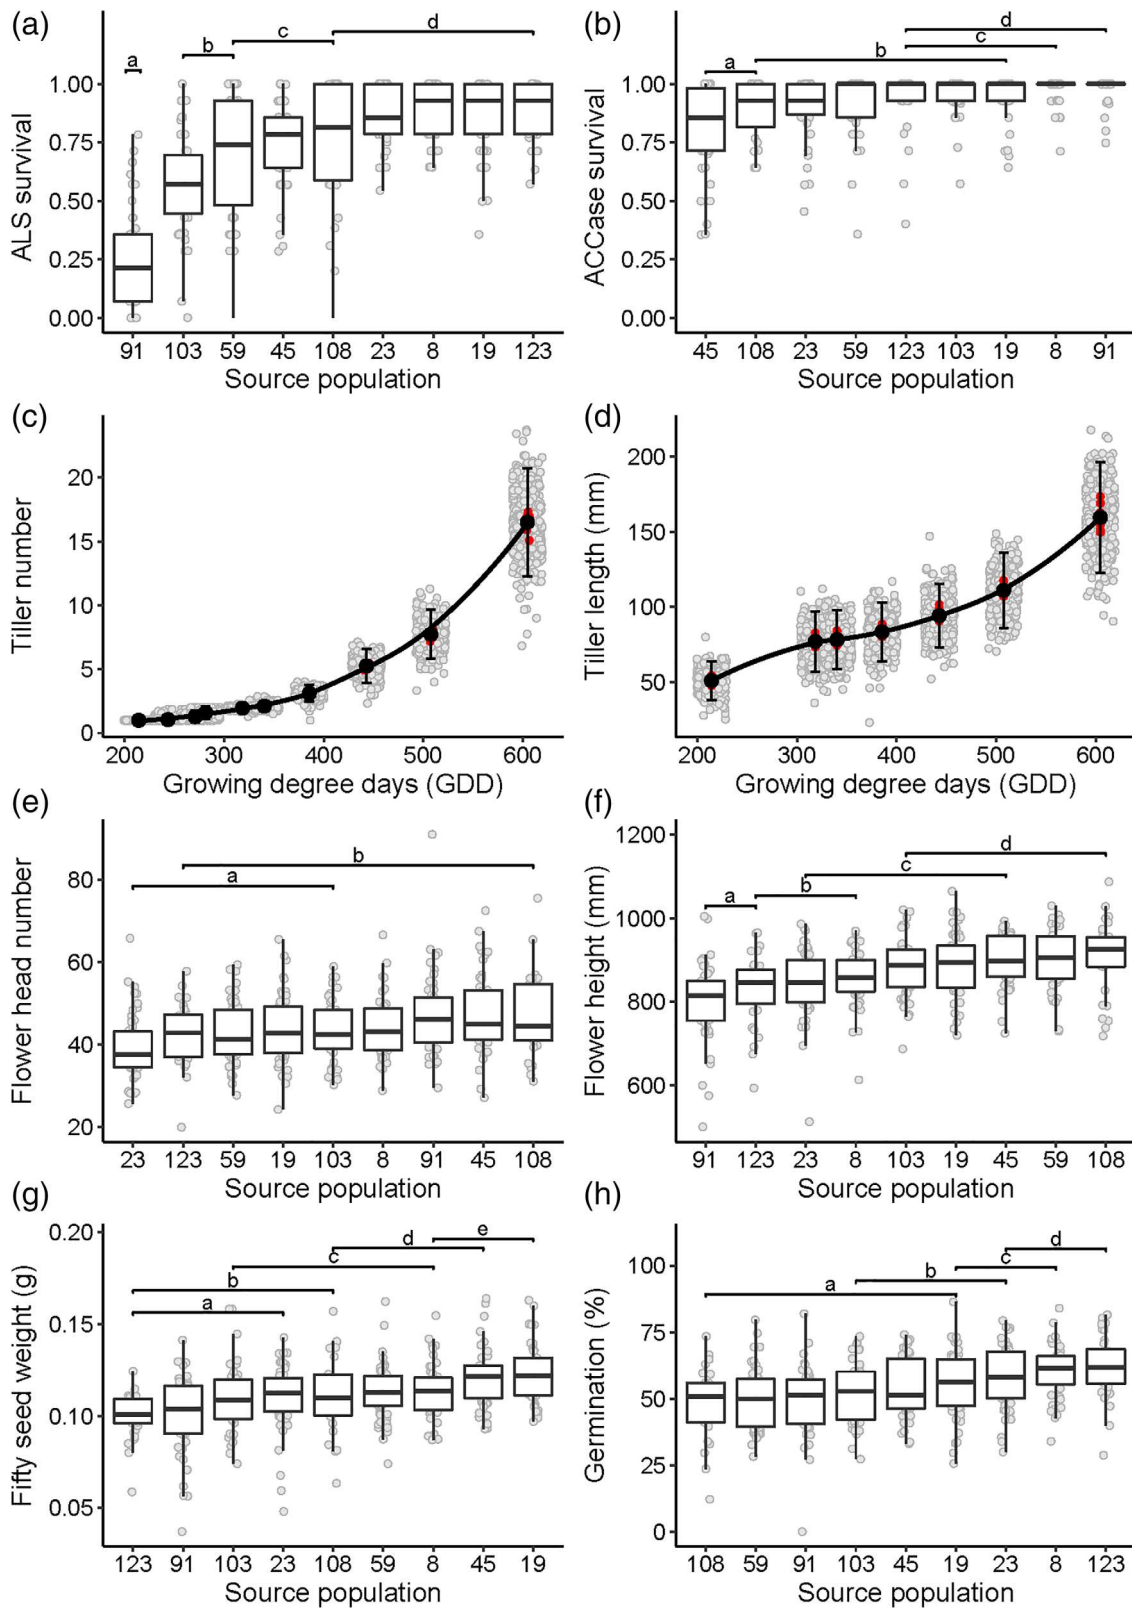 (a)
ALS survival
a
b
c
d
1.00
0.75
0.50
0.25
0.00
91 103 59 45 108 23 8 19 123
Source population
(b)
ACCase survival
a
b
c
d
1.00
0.75
0.50
0.25
0.00
45 108 23 59 123 103 19 8 91
Source population
(c)
Tiller number
20
15
10
5
0
200 300 400 500 600
Growing degree days (GDD)
(d)
Tiller length (mm)
200
150
100
50
200 300 400 500 600
Growing degree days (GDD)
(e)
Flower head number
a
b
80
60
40
20
23 123 59 19 103 8 91 45 108
Source population
(f)
Flower height (mm)
a
b
c
d
1200
1000
800
600
91 123 23 8 103 19 45 59 108
Source population
(g)
Fifty seed weight (g)
a
b
c
d
e
0.20
0.15
0.10
0.05
123 91 103 23 108 59 8 45 19
Source population
(h)
Germination (%)
a
b
c
d
100
75
50
25
0
108 59 91 103 45 19 23 8 123
Source population